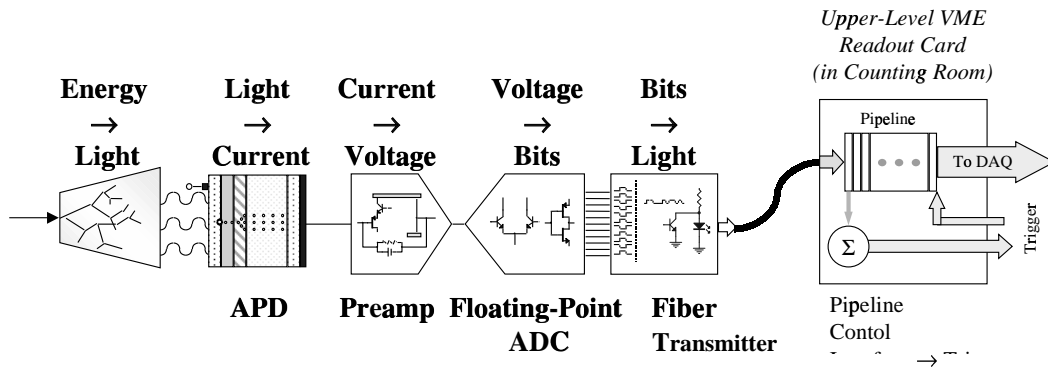 Upper-Level VME
Readout Card
(in Counting Room)
Energy
→
Light
Light
→
Current
Current
→
Voltage
Voltage
→
Bits
Bits
→
Light
Pipeline
To DAQ
Trigger
Σ
APD
Preamp
Floating-Point
ADC
Fiber
Transmitter
Pipeline
Contol
→